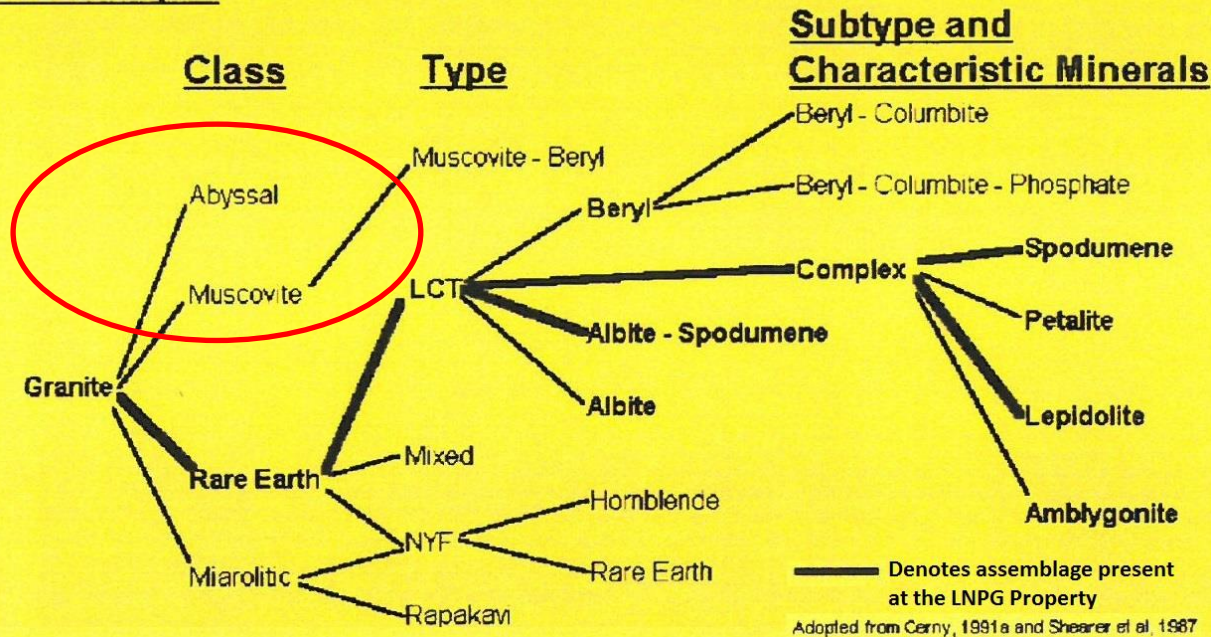 Subtype and
Class Type Characteristic Minerals
Beryl - Columbite
Muscovite - Beryl
Abyssal
Beryl - Columbite - Phosphate
Beryl
Spodumene
Complex
Muscovite
LCT
Petalite
Albite - Spodumene
Granite
Albite
Lepidolite
Mixed
Rare Earth
Hornblende
Amblygonite
NYF
Miarolitic
Rare Earth
Denotes assemblage present
at the LNPG Property
Rapakavi
Adopted from Cerny, 1991a and Shearer et al, 1987